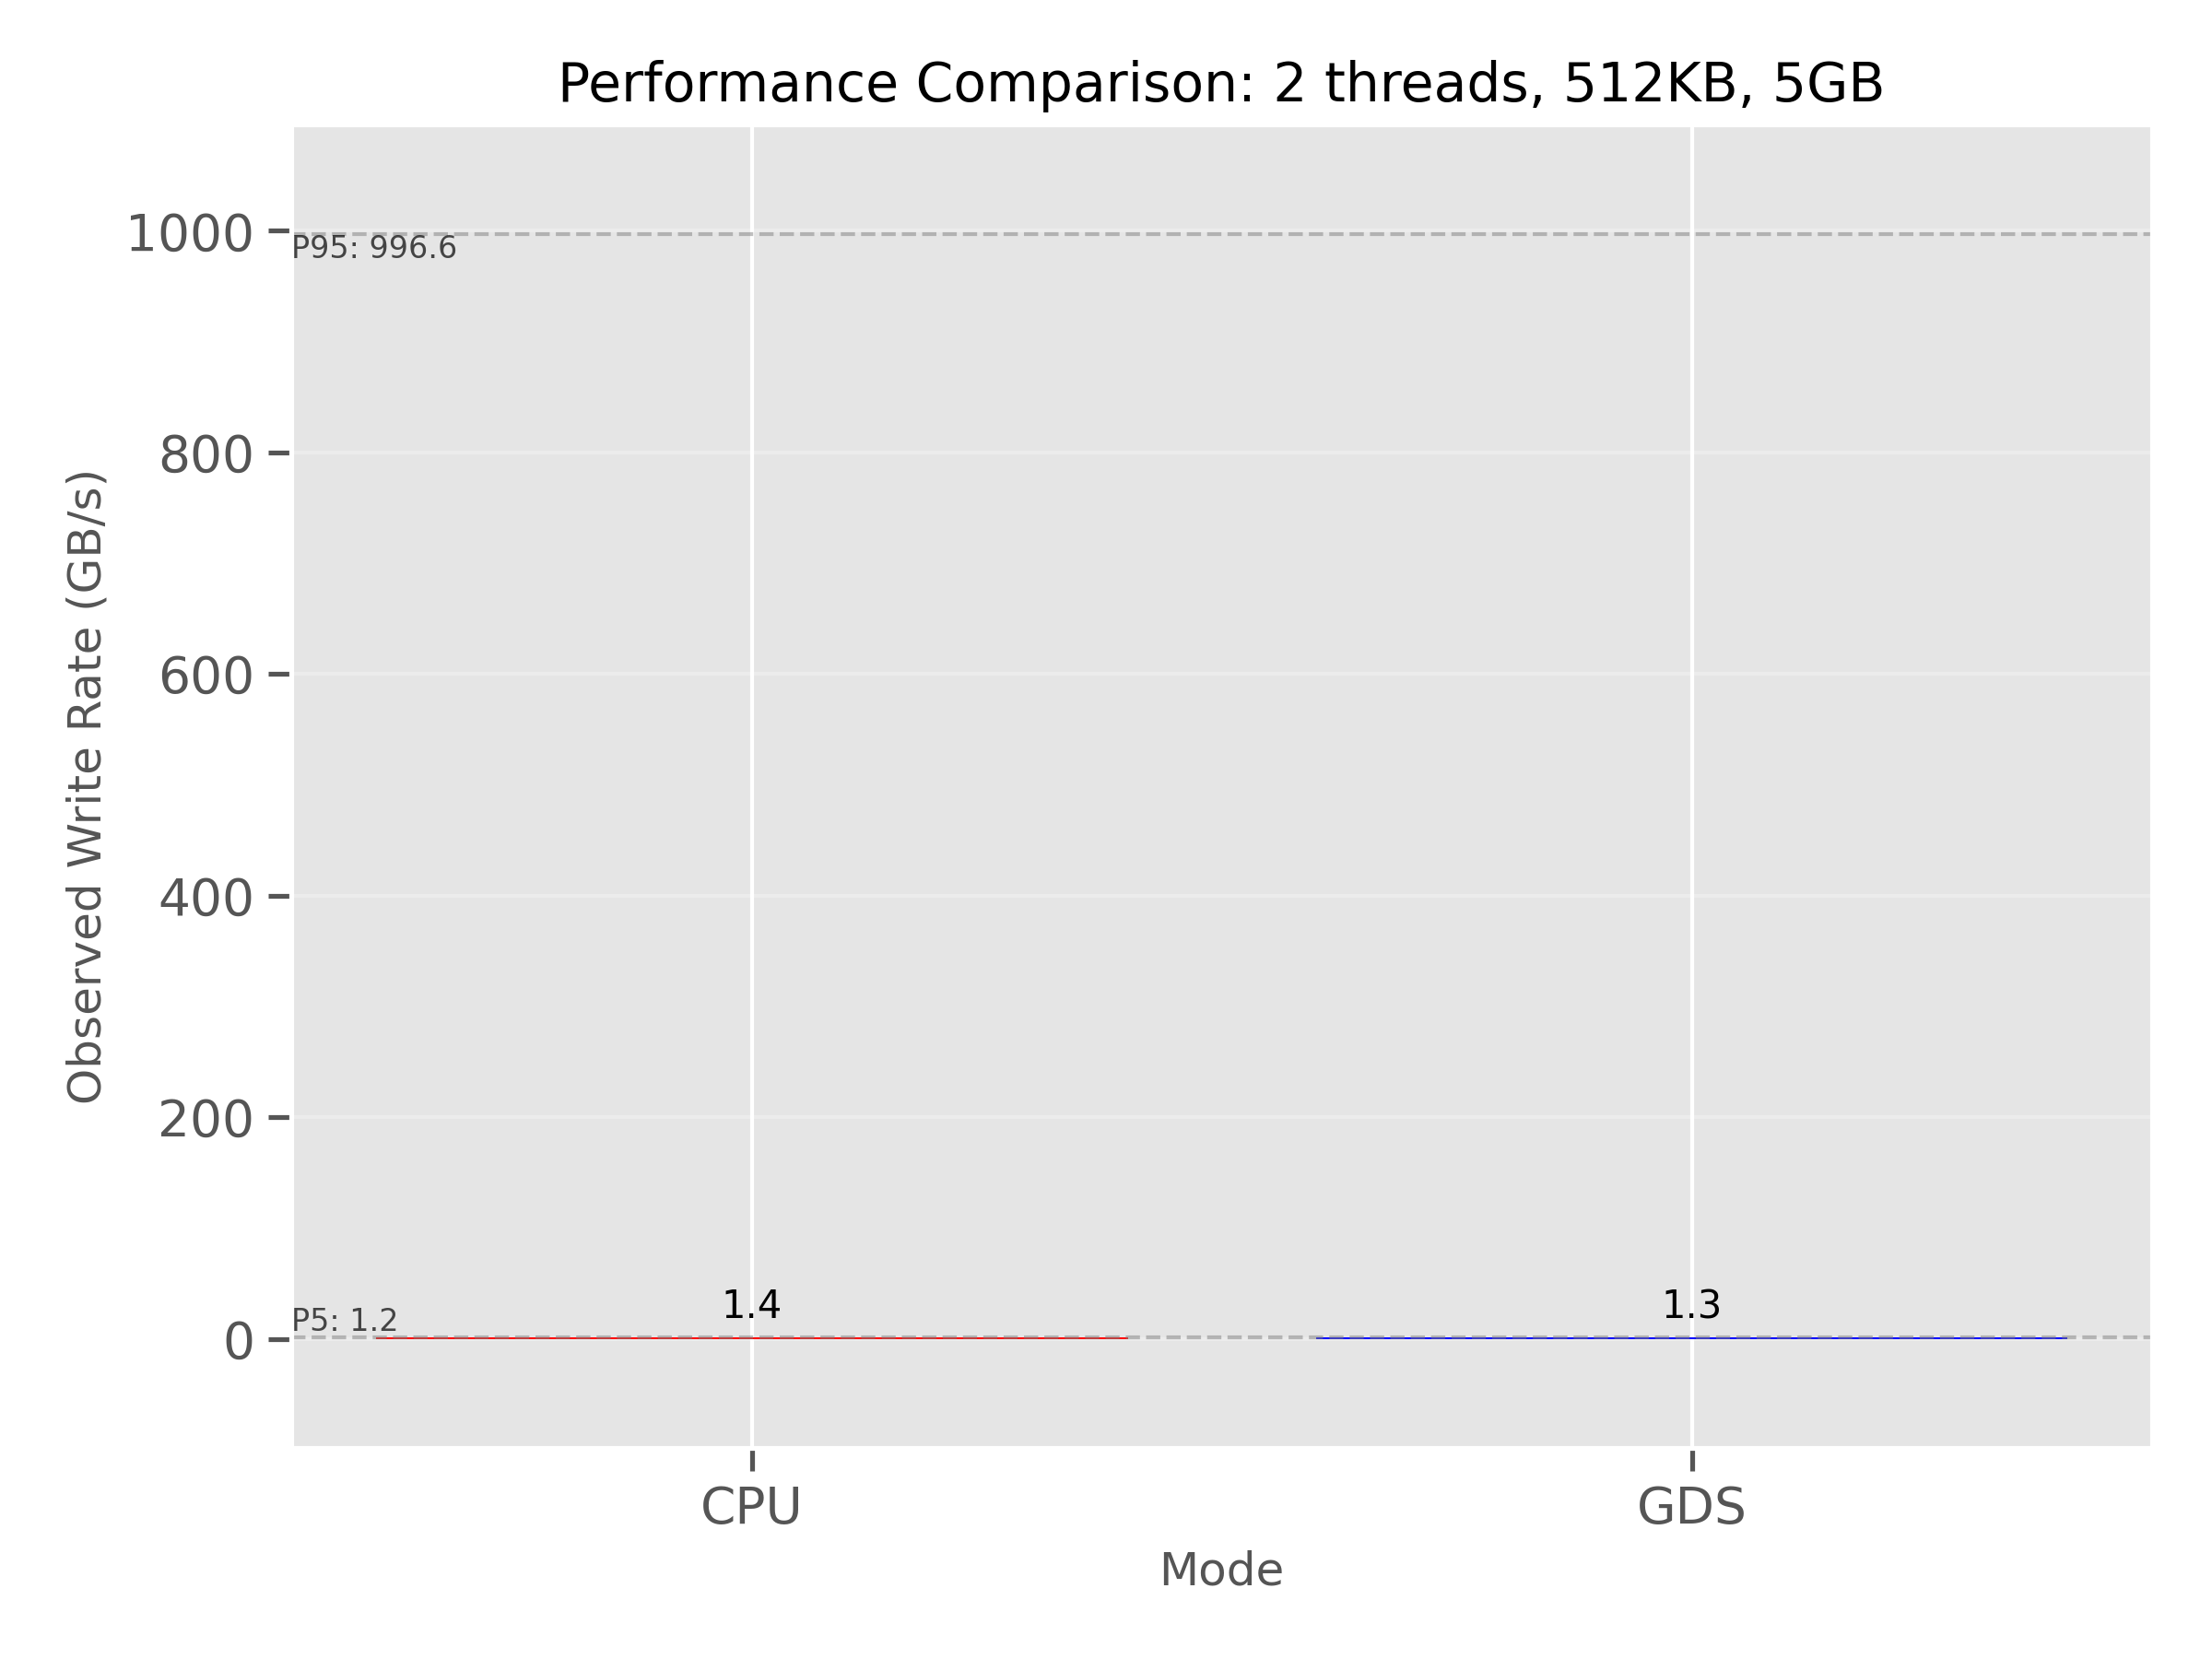 Performance Comparison: 2 threads, 512KB, 5GB
Observed Write Rate (GB/s)
1000
P95: 996.6
800
600
400
200
P5: 1.2
0
1.4
1.3
CPU
GDS
Mode